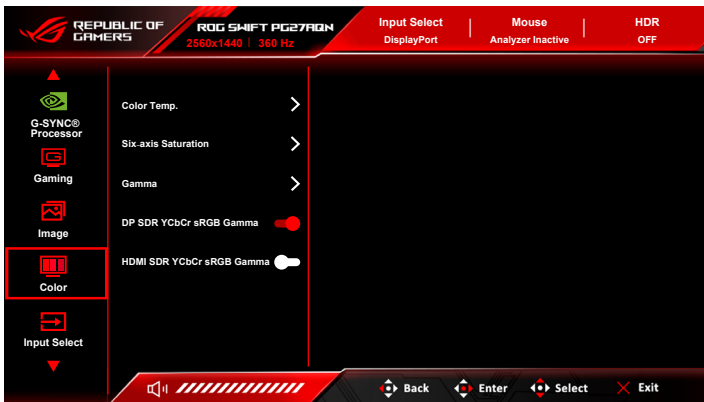 REPUBLIC OF
GAMERS
ROG SWIFT PG27AQN
2560x1440 | 360 Hz
Input Select
DisplayPort
Mouse
Analyzer Inactive
HDR
OFF
G-SYNC®
Processor
Gaming
Image
Color
Input Select
Color Temp.
Six-axis Saturation
Gamma
DP SDR YCbCr sRGB Gamma
HDMI SDR YCbCr sRGB Gamma
Back
Enter
Select
Exit